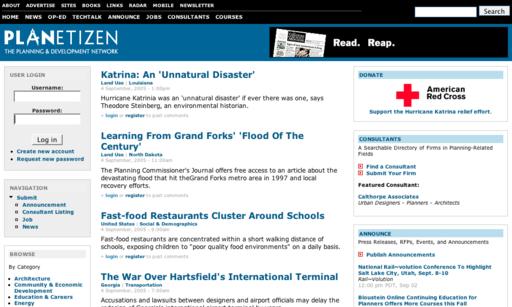 ABOUT ADVERTISE SITES BOOKS LINKS RADAR MOBILE NEWSLETTER
HOME NEWS OP-ED TECHTALK ANNOUNCE JOBS CONSULTANTS COURSES
Search
PLANETIZEN
THE PLANNING & DEVELOPMENT NETWORK
Read. Reap.
USER LOGIN
Username:
Password:
Log in
Create new account
Request new password
NAVIGATION
Submit
Announcement
Consultant Listing
Job
News
BROWSE
By Category
Architecture
Community & Economic Development
Education & Careers
Energy
Katrina: An 'Unnatural Disaster'
Land Use | Louisiana
4 September, 2005 - 1:00pm
Hurricane Katrina was an 'unnatural disaster' if ever there was one, says
Theodore Steinberg, an environmental historian.
» login or register to post comments
Learning From Grand Forks' 'Flood Of The
Century'
Land Use | North Dakota
4 September, 2005 - 11:00am
The Planning Commissioner's Journal offers free access to an article about the
devastating flood that hit theGrand Forks metro area in 1997 and local
recovery efforts.
» login or register to post comments
Fast-food Restaurants Cluster Around Schools
United States | Social & Demographics
4 September, 2005 - 9:00am
Fast-food restaurants are concentrated within a short walking distance of
schools, exposing children to "poor quality food environments" on a daily basis.
» login or register to post comments
The War Over Hartsfield's International Terminal
Georgia | Transportation
4 September, 2005 - 7:00am
Accusations and lawsuits between designers and airport officials may delay the
DONATE
American
Red Cross
Support the Hurricane Katrina relief effort.
CONSULTANTS
A Searchable Directory of Firms in Planning-Related
Fields
Find a Consultant
Submit Your Firm
Featured Consultant:
Calthorpe Associates
Urban Designers - Planners - Architects
ANNOUNCE
Press Releases, RFPs, Events, and Announcements
Publish Announcements
National Rail~volution Conference To Highlight
Salt Lake City, Utah, Sept. 8-10
Rail~volution
12:00 pm PDT, Sep 02
Bluestein Online Continuing Education for
Planners Offers More Courses This Fall